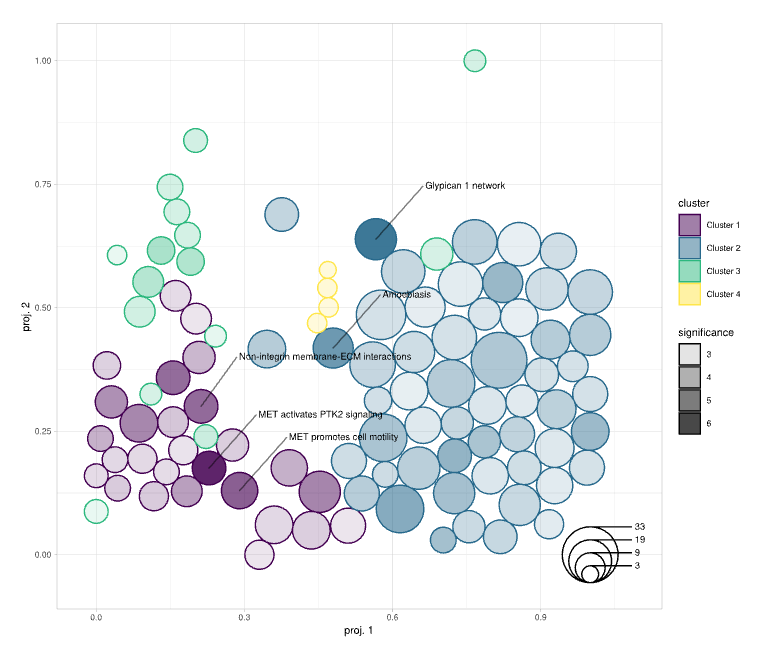 1.00
0.75
0.50
0.25
0.00
proj. 2
0.0
0.3
0.6
0.9
proj. 1
Glypican 1 network
Amoebiasis
Non-integrin membrane-ECM interactions
MET activates PTK2 signaling
MET promotes cell motility
33
19
9
3
cluster
Cluster 1
Cluster 2
Cluster 3
Cluster 4
significance
3
4
5
6